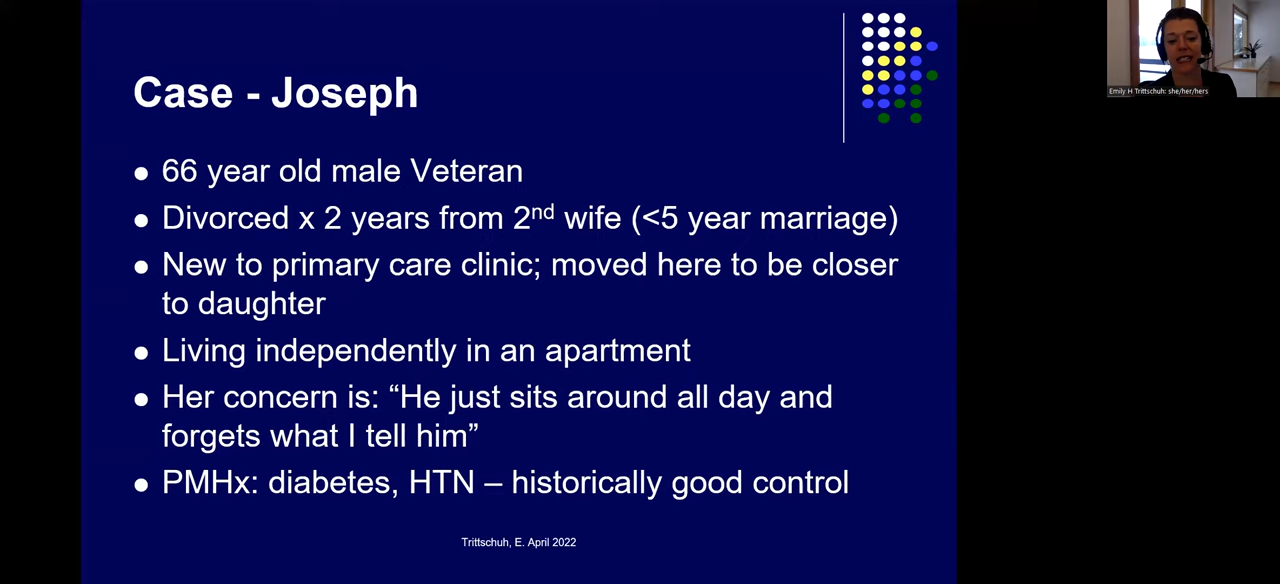 Case - Joseph
● 66 year old male Veteran
● Divorced x 2 years from 2nd wife (<5 year marriage)
● New to primary care clinic; moved here to be closer
to daughter
● Living independently in an apartment
● Her concern is: “He just sits around all day and
forgets what I tell him”
● PMHx: diabetes, HTN – historically good control
Trittschuh, E. April 2022
Emily H Trittschuh: she/her/hers